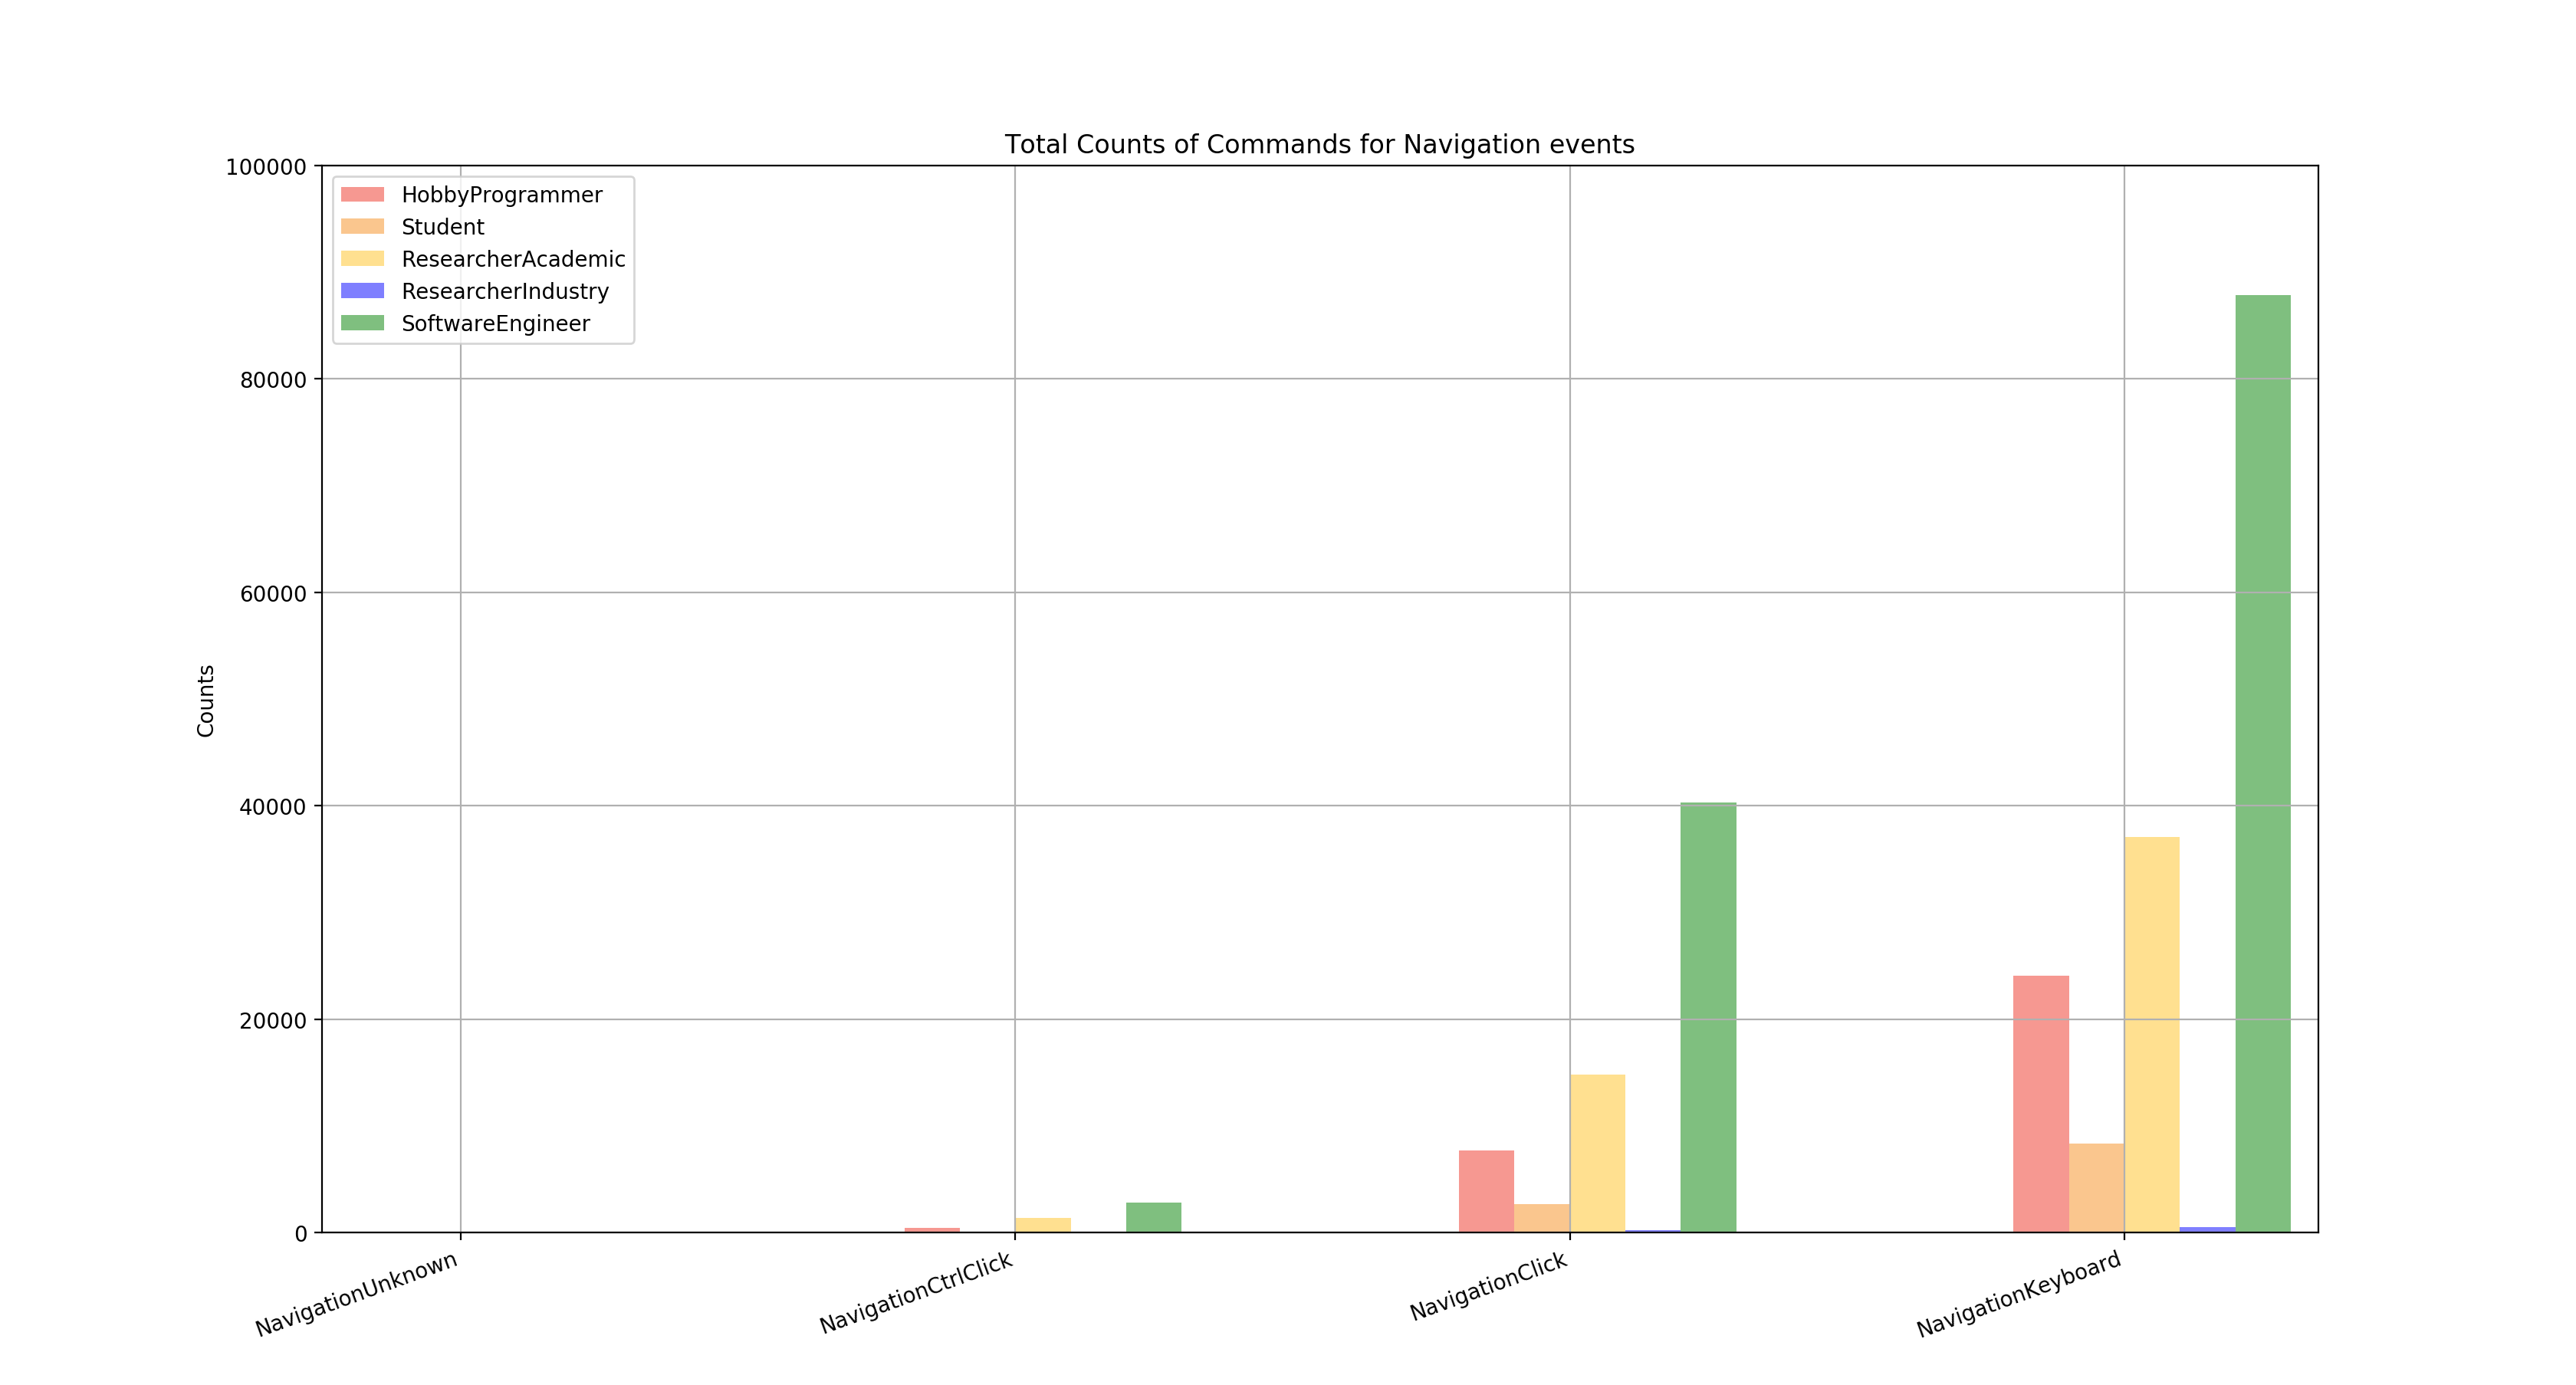 Total Counts of Commands for Navigation events
100000
80000
60000
40000
20000
0
Counts
HobbyProgrammer
Student
ResearcherAcademic
ResearcherIndustry
SoftwareEngineer
NavigationUnknown
NavigationCtrlClick
NavigationClick
NavigationKeyboard